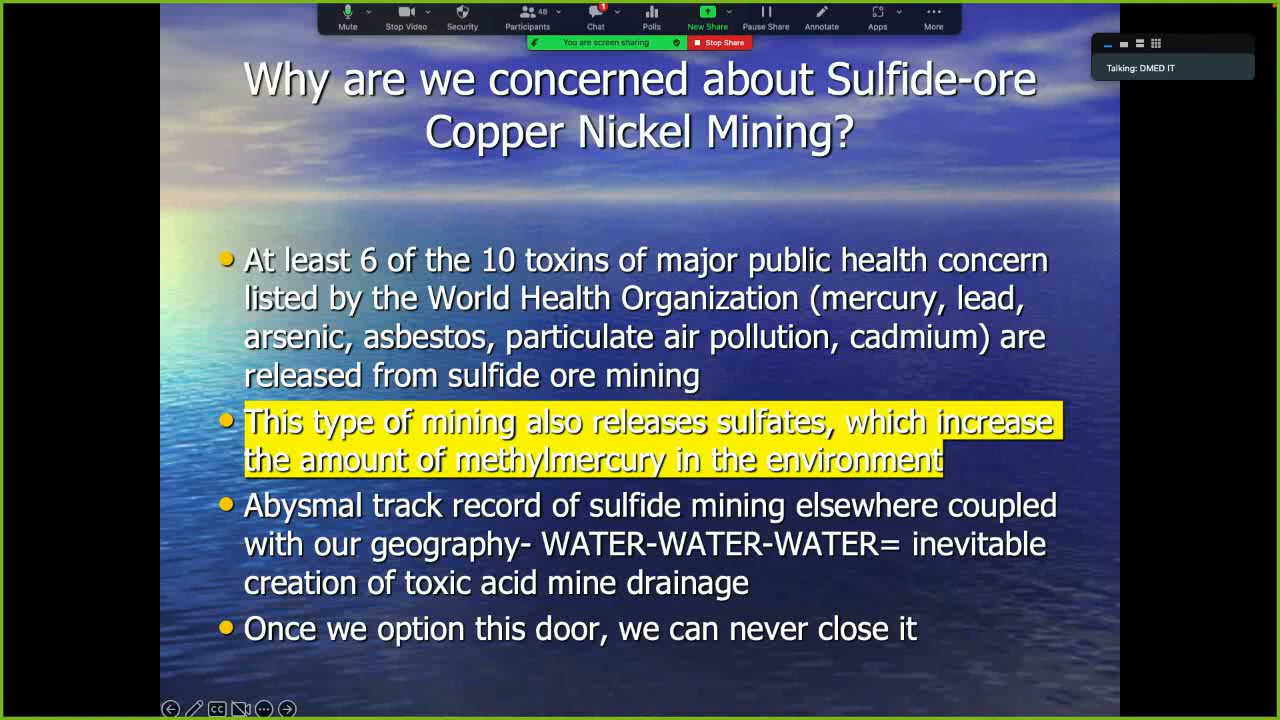 48
1
Mute
Stop Video
Security
Participants
Chat
Polls
New Share
Pause Share
Annotate
Apps
More
You are screen sharing
Stop Share
Talking: DMED IT
Why are we concerned about Sulfide-ore
Copper Nickel Mining?
At least 6 of the 10 toxins of major public health concern
listed by the World Health Organization (mercury, lead,
arsenic, asbestos, particulate air pollution, cadmium) are
released from sulfide ore mining
This type of mining also releases sulfates, which increase
the amount of methylmercury in the environment
Abysmal track record of sulfide mining elsewhere coupled
with our geography- WATER-WATER-WATER= inevitable
creation of toxic acid mine drainage
Once we option this door, we can never close it
CC